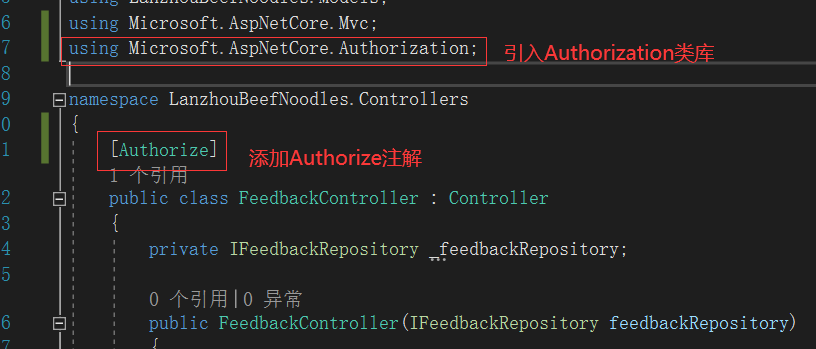 using LanzhouBeefNoodles.Models;
6 using Microsoft.AspNetCore.Mvc;
7 using Microsoft.AspNetCore.Authorization; 引入Authorization类库
8
9 namespace LanzhouBeefNoodles.Controllers
0 {
1 [Authorize] 添加Authorize注解
1 个引用
2 public class FeedbackController : Controller
3 {
4 private IFeedbackRepository _feedbackRepository;
5
0 个引用|0 异常
6 public FeedbackController(IFeedbackRepository feedbackRepository)
{